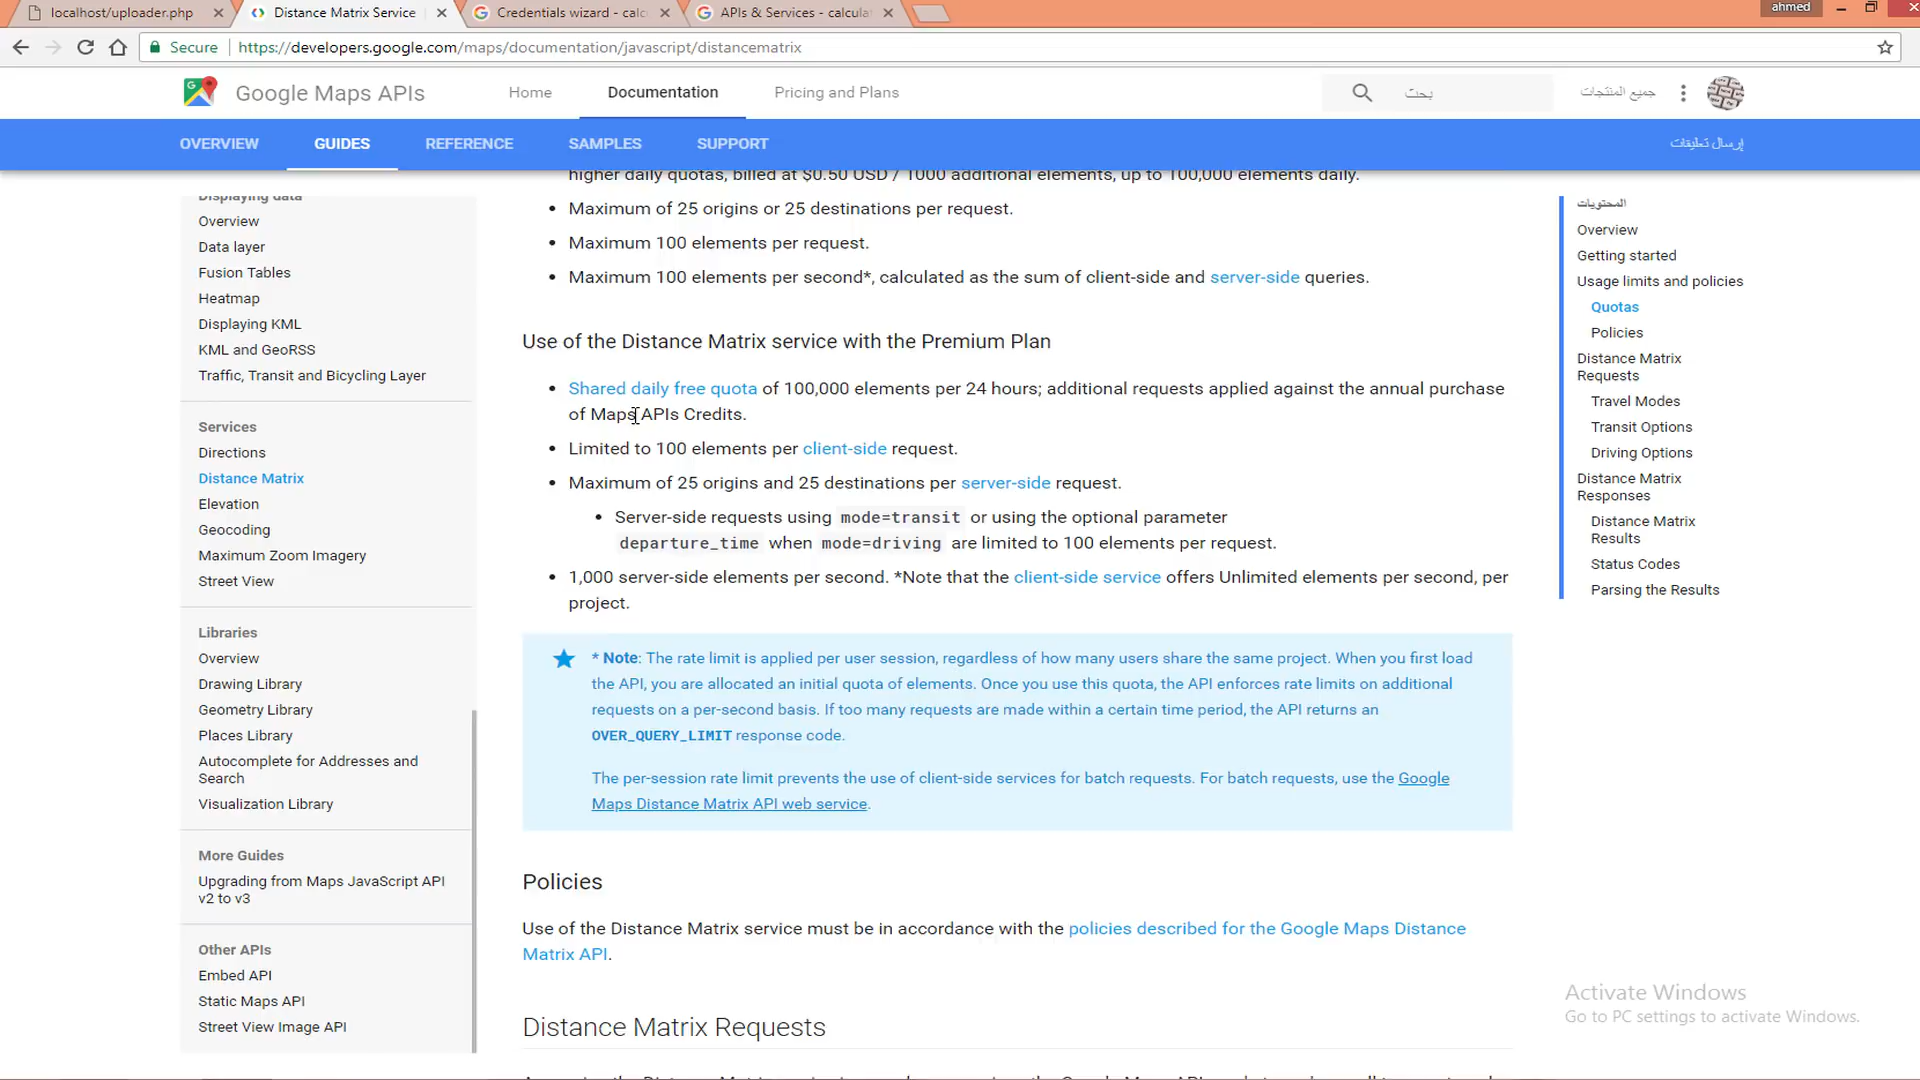 localhost/uploader.php
Distance Matrix Service
Credentials wizard - calc
APIs & Services - calcula
ahmed
Secure
https://developers.google.com/maps/documentation/javascript/distancematrix
Google Maps APIs
Home
Documentation
Pricing and Plans
بحث
جميع المنتجات
OVERVIEW
GUIDES
REFERENCE
SAMPLES
SUPPORT
إرسال تعليقات
Displaying data
Overview
Data layer
Fusion Tables
Heatmap
Displaying KML
KML and GeoRSS
Traffic, Transit and Bicycling Layer
Services
Directions
Distance Matrix
Elevation
Geocoding
Maximum Zoom Imagery
Street View
Libraries
Overview
Drawing Library
Geometry Library
Places Library
Autocomplete for Addresses and
Search
Visualization Library
More Guides
Upgrading from Maps JavaScript API
v2 to v3
Other APIs
Embed API
Static Maps API
Street View Image API
higher daily quotas, billed at $0.50 USD / 1000 additional elements, up to 100,000 elements daily.
• Maximum of 25 origins or 25 destinations per request.
• Maximum 100 elements per request.
• Maximum 100 elements per second*, calculated as the sum of client-side and server-side queries.
Use of the Distance Matrix service with the Premium Plan
• Shared daily free quota of 100,000 elements per 24 hours; additional requests applied against the annual purchase
of Maps APIs Credits.
• Limited to 100 elements per client-side request.
• Maximum of 25 origins and 25 destinations per server-side request.
• Server-side requests using mode=transit or using the optional parameter
departure_time when mode=driving are limited to 100 elements per request.
• 1,000 server-side elements per second. *Note that the client-side service offers Unlimited elements per second, per
project.
* Note: The rate limit is applied per user session, regardless of how many users share the same project. When you first load
the API, you are allocated an initial quota of elements. Once you use this quota, the API enforces rate limits on additional
requests on a per-second basis. If too many requests are made within a certain time period, the API returns an
OVER_QUERY_LIMIT response code.
The per-session rate limit prevents the use of client-side services for batch requests. For batch requests, use the Google
Maps Distance Matrix API web service.
Policies
Use of the Distance Matrix service must be in accordance with the policies described for the Google Maps Distance
Matrix API.
Distance Matrix Requests
المحتويات
Overview
Getting started
Usage limits and policies
Quotas
Policies
Distance Matrix
Requests
Travel Modes
Transit Options
Driving Options
Distance Matrix
Responses
Distance Matrix
Results
Status Codes
Parsing the Results
Activate Windows
Go to PC settings to activate Windows.